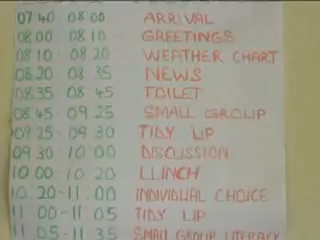 07 40 08 00 ARRIVAL
08 00 08 10 GREETINGS
08 10 - 08.20 WEATHER CHART
08 20 08 35 NEWS
08.35 08 45 TOILET
08 45 - 09 25 SMALL GROUP
09 25 - 09 30 TIDY UP
09 30 - 10 00 DISCUSSION
10.00 - 10 20 LUNCH
10.20 - 11 00 INDIVIDUAL CHOICE
11 00 - 11 05 TIDY UP
11 05 - 11 35 SMALL GROUP LITERACY